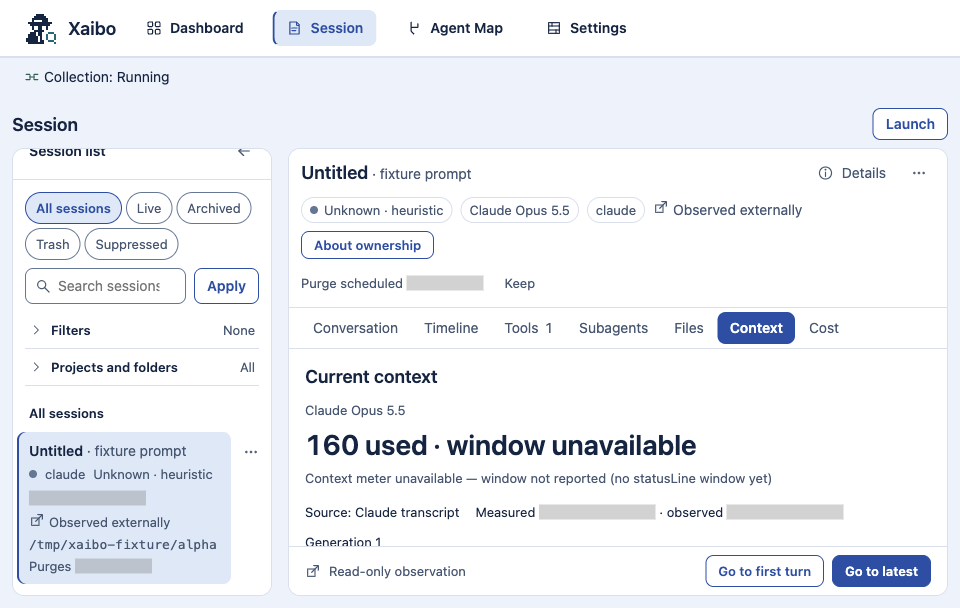 Xaibo Dashboard Session Agent Map Settings
Collection: Running
Session Launch
Session list
All sessions Live Archived
Trash Suppressed
Search sessions Apply
Filters None
Projects and folders All
All sessions
Untitled · fixture prompt
claude Unknown · heuristic
Observed externally
/tmp/xaibo-fixture/alpha
Purges
Untitled · fixture prompt Details
Unknown · heuristic Claude Opus 5.5 claude Observed externally
About ownership
Purge scheduled Keep
Conversation Timeline Tools 1 Subagents Files Context Cost
Current context
Claude Opus 5.5
160 used · window unavailable
Context meter unavailable — window not reported (no statusLine window yet)
Source: Claude transcript Measured · observed
Generation 1
Read-only observation Go to first turn Go to latest